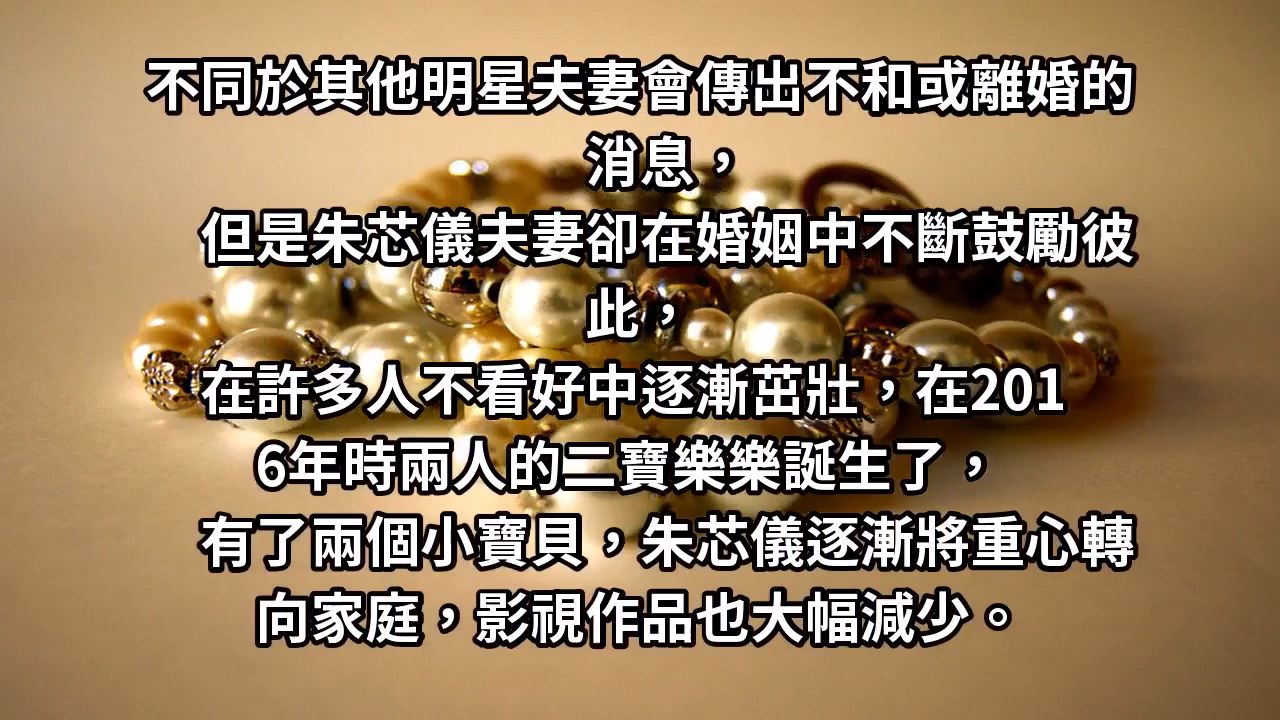 不同於其他明星夫妻會傳出不和或離婚的
消息，
但是朱芯儀夫妻卻在婚姻中不斷鼓勵彼
此，
在許多人不看好中逐漸茁壯，在201
6年時兩人的二寶樂樂誕生了，
有了兩個小寶貝，朱芯儀逐漸將重心轉
向家庭，影視作品也大幅減少。